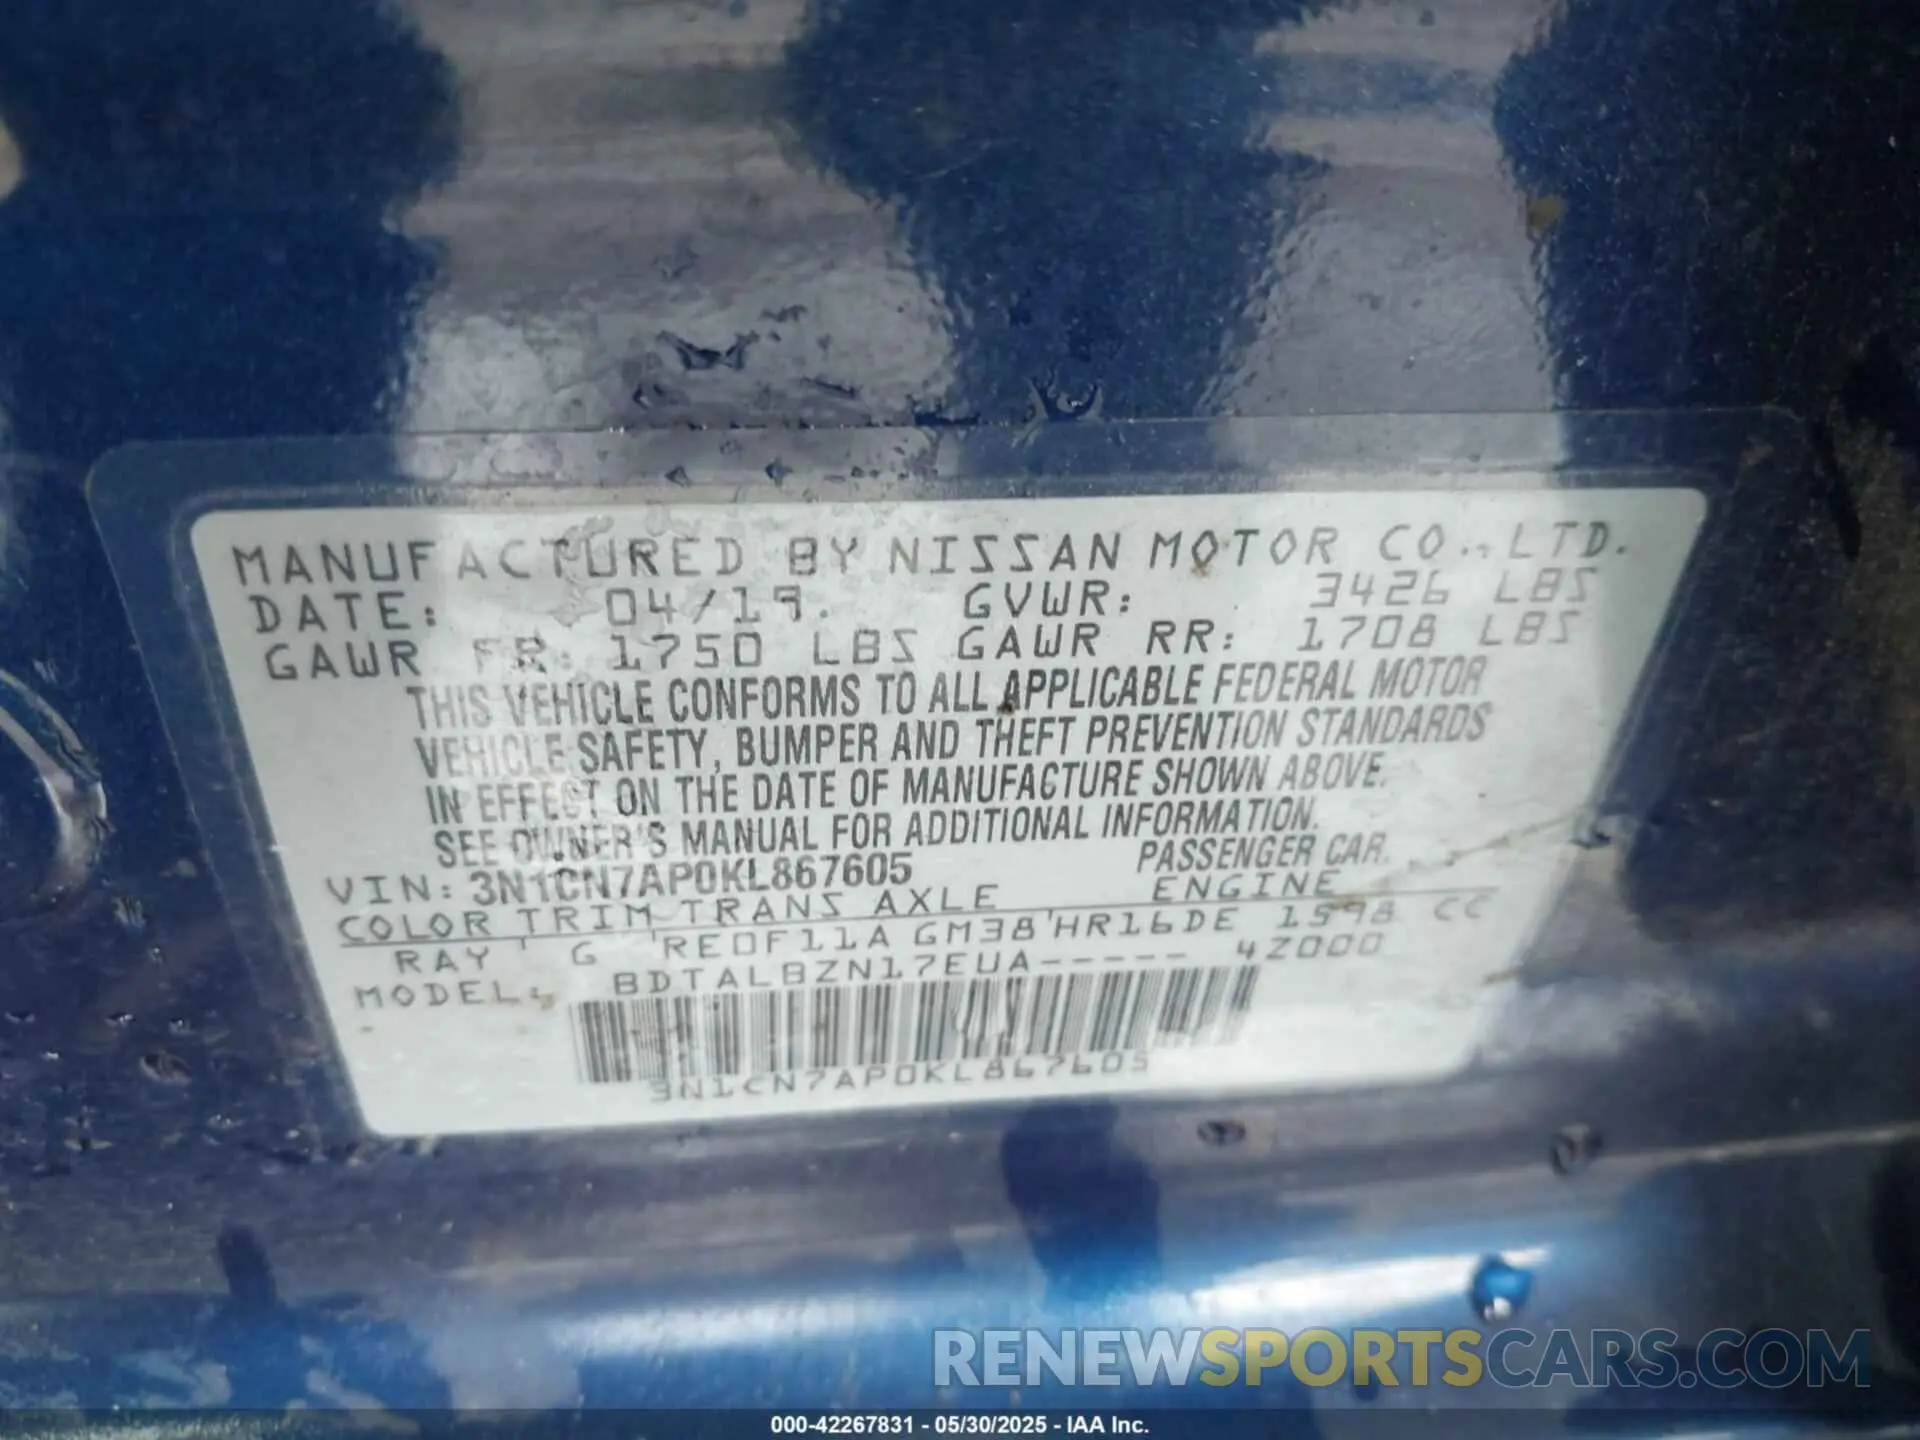 MANUFACTURED BY NISSAN MOTOR CO., LTD.
DATE: 04/19. GVWR: 3426 LBS
GAWR FR: 1750 LBS GAWR RR: 1708 LBS
THIS VEHICLE CONFORMS TO ALL APPLICABLE FEDERAL MOTOR
VEHICLE SAFETY, BUMPER AND THEFT PREVENTION STANDARDS
IN EFFECT ON THE DATE OF MANUFACTURE SHOWN ABOVE.
SEE OWNER'S MANUAL FOR ADDITIONAL INFORMATION.
VIN: 3N1CN7AP0KL867605 PASSENGER CAR.
COLOR TRIM TRANS AXLE ENGINE
RAY ' G 'RE0F11A GM38'HR16DE 1598 CC
MODEL: BDTALBZN17EUA----- 4Z000
3N1CN7AP0KL867605
RENEWSPORTSCARS.COM
000-42267831 - 05/30/2025 - IAA Inc.